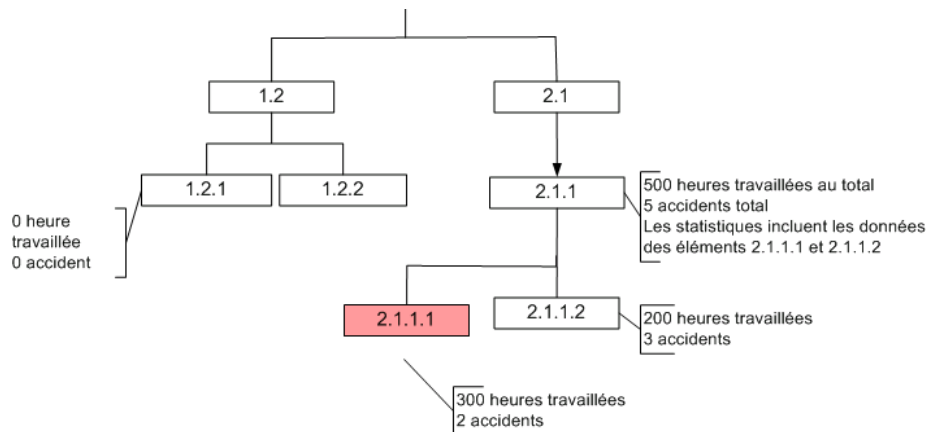 1.2
2.1
1.2.1
1.2.2
2.1.1
500 heures travaillées au total
5 accidents total
Les statistiques incluent les données
des éléments 2.1.1.1 et 2.1.1.2
0 heure
travaillée
0 accident
2.1.1.1
2.1.1.2
200 heures travaillées
3 accidents
300 heures travaillées
2 accidents